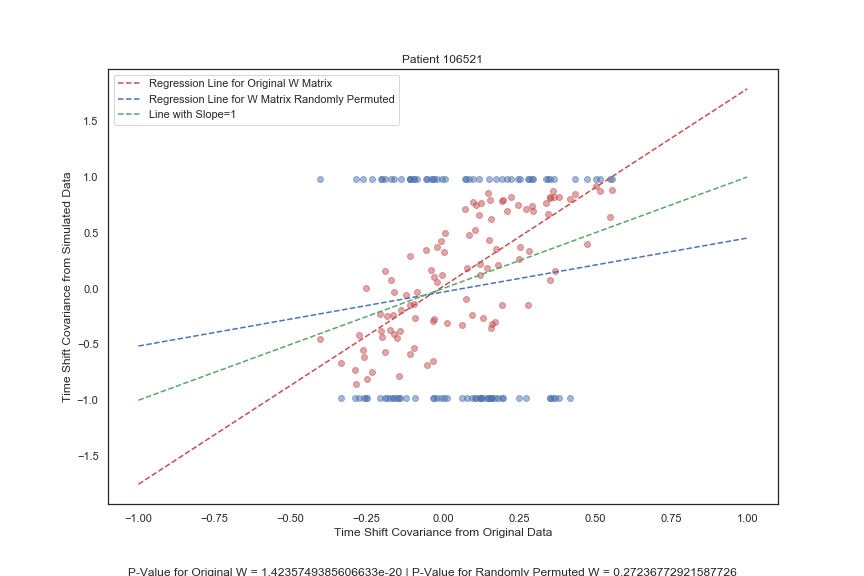 Patient 106521
Regression Line for Original W Matrix
Regression Line for W Matrix Randomly Permuted
Line with Slope=1
Time Shift Covariance from Simulated Data
1.5
1.0
0.5
0.0
−0.5
−1.0
−1.5
−1.00 −0.75 −0.50 −0.25 0.00 0.25 0.50 0.75 1.00
Time Shift Covariance from Original Data
P-Value for Original W = 1.4235749385606633e-20 | P-Value for Randomly Permuted W = 0.27236772921587726